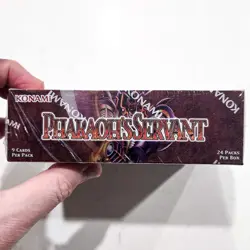 KONAMI
PHARAOH'S SERVANT
9 CARDS
PER PACK
24 PACKS
PER BOX